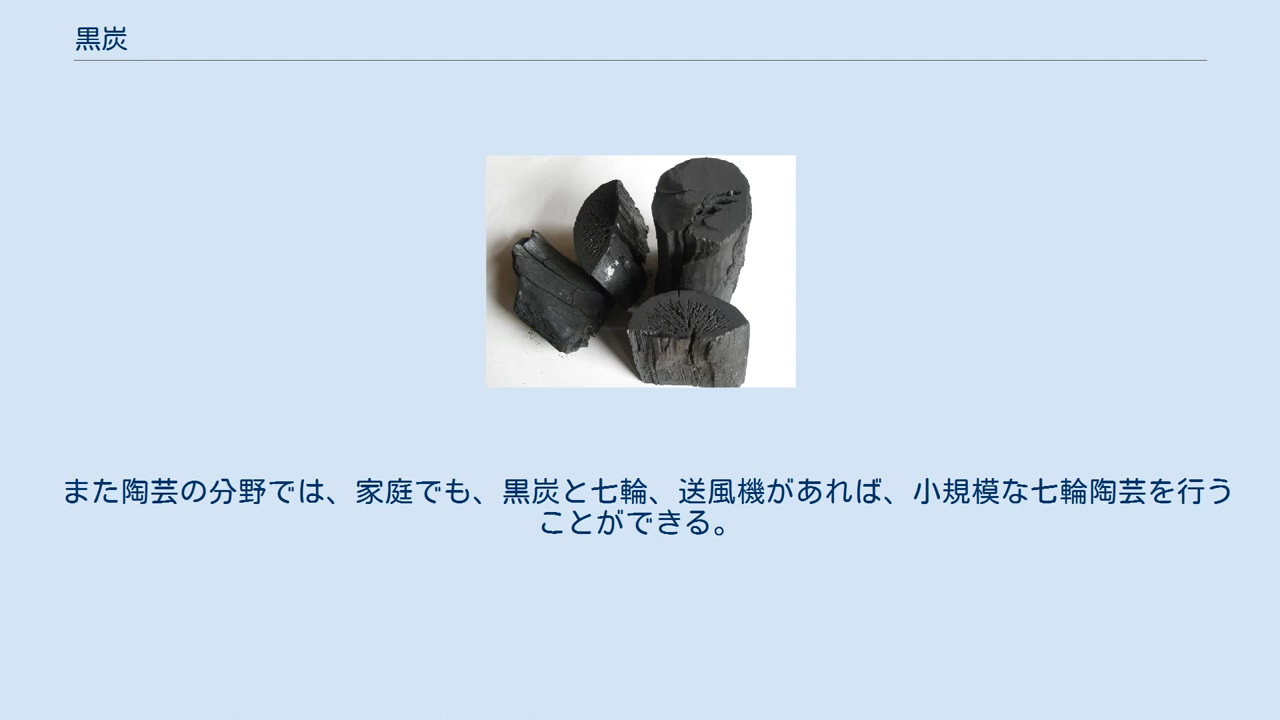 黒炭
また陶芸の分野では、家庭でも、黒炭と七輪、送風機があれば、小規模な七輪陶芸を行う
ことができる。